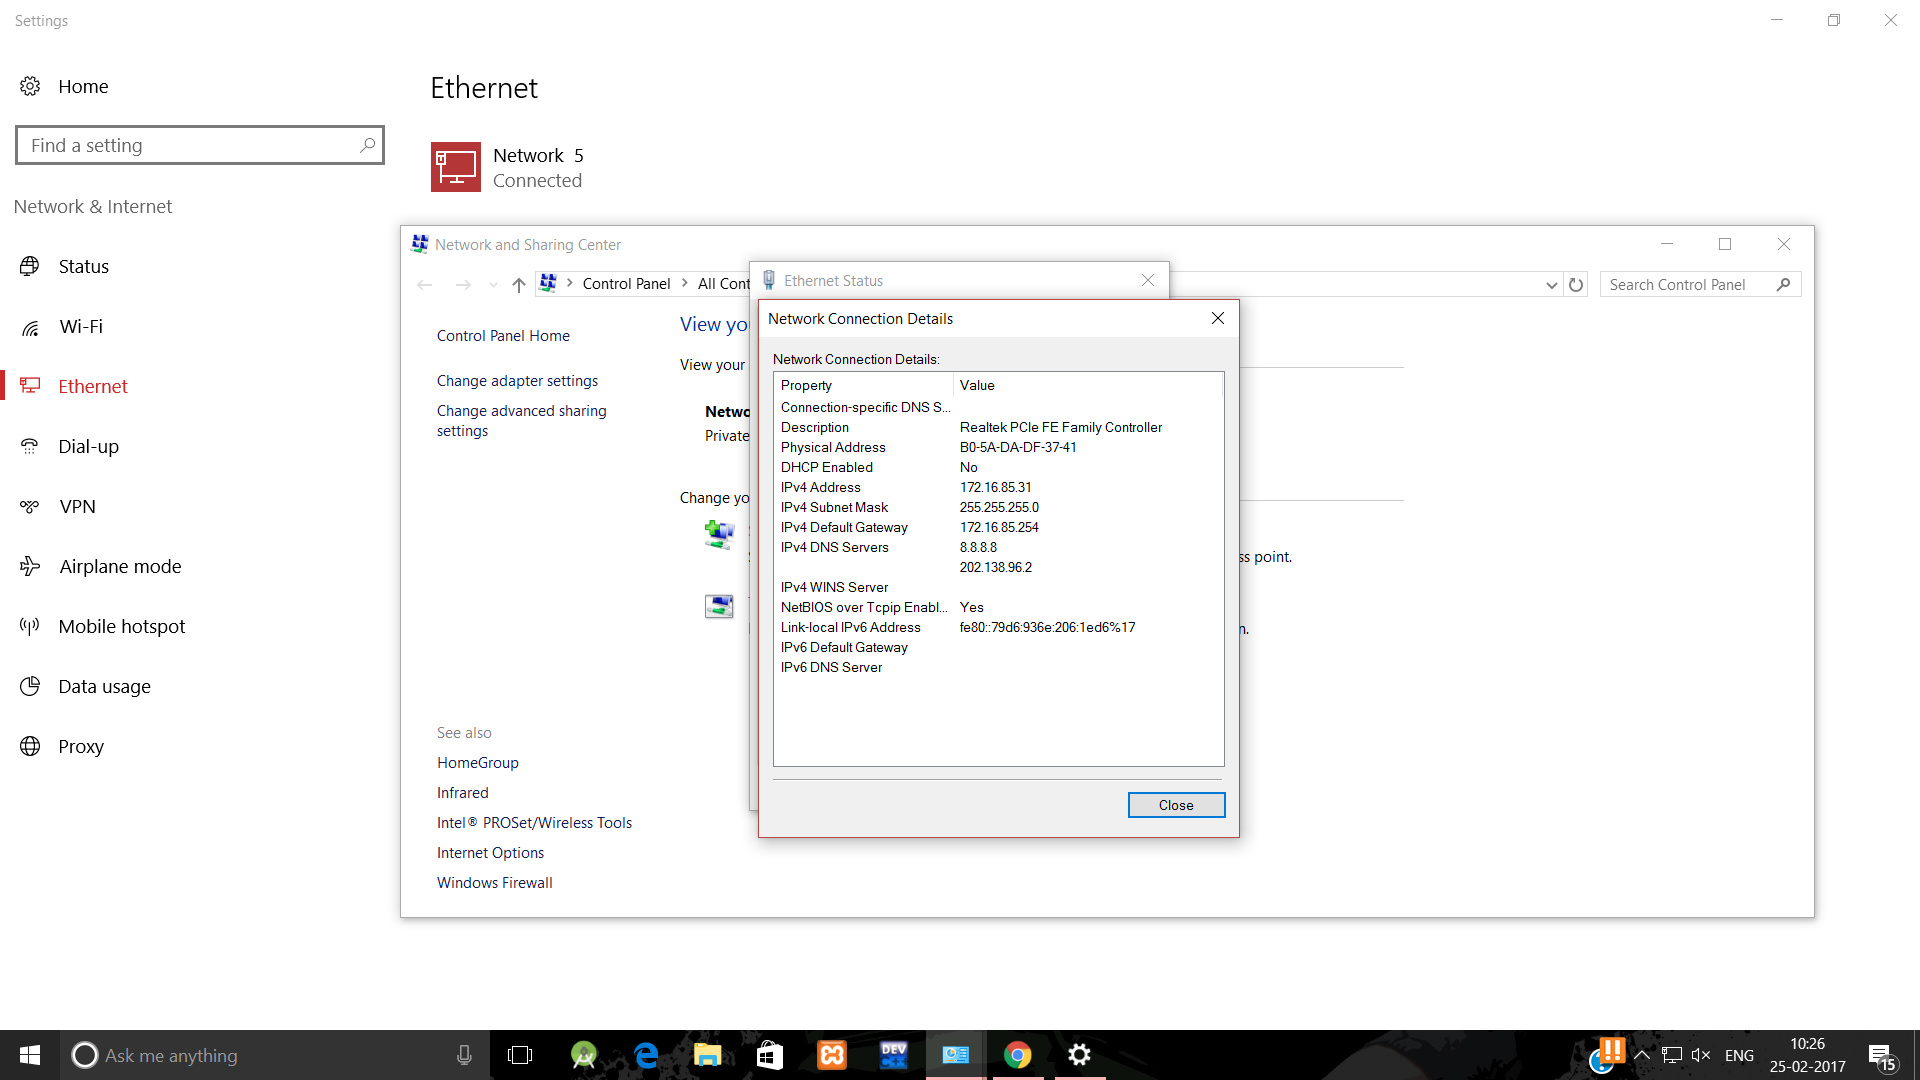 Settings
Home
Find a setting
Network & Internet
Status
Wi-Fi
Ethernet
Dial-up
VPN
Airplane mode
Mobile hotspot
Data usage
Proxy
Ethernet
Network 5
Connected
Network and Sharing Center
Control Panel
All Cont
Search Control Panel
Control Panel Home
Change adapter settings
Change advanced sharing
settings
View you
View your
Netwo
Private
Change yo
ss point.
n.
See also
HomeGroup
Infrared
Intel® PROSet/Wireless Tools
Internet Options
Windows Firewall
Ethernet Status
Network Connection Details
Network Connection Details:
Property Value
Connection-specific DNS S...
Description Realtek PCIe FE Family Controller
Physical Address B0-5A-DA-DF-37-41
DHCP Enabled No
IPv4 Address 172.16.85.31
IPv4 Subnet Mask 255.255.255.0
IPv4 Default Gateway 172.16.85.254
IPv4 DNS Servers 8.8.8.8
202.138.96.2
IPv4 WINS Server
NetBIOS over Tcpip Enabl... Yes
Link-local IPv6 Address fe80::79d6:936e:206:1ed6%17
IPv6 Default Gateway
IPv6 DNS Server
Close
Ask me anything
DEV
ENG
10:26
25-02-2017
15